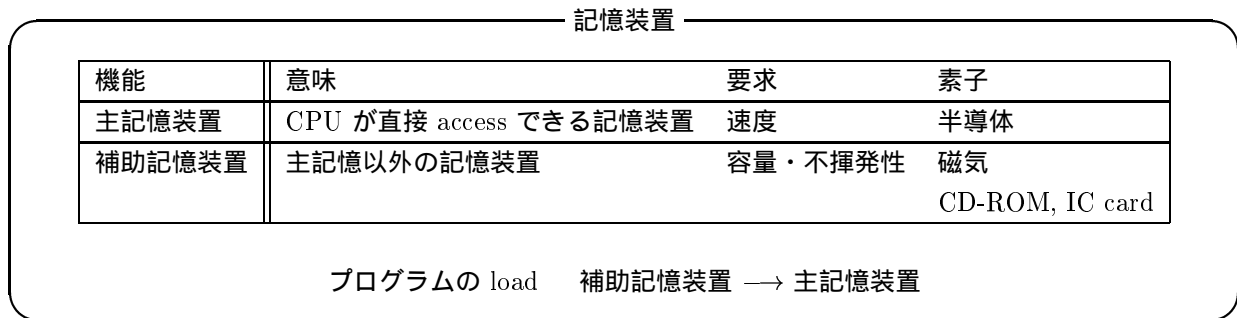 記憶装置
機能 意味 要求 素子
主記憶装置 CPU が直接 access できる記憶装置 速度 半導体
補助記憶装置 主記憶以外の記憶装置 容量・不揮発性 磁気
CD-ROM, IC card
プログラムの load 補助記憶装置 ⟶ 主記憶装置